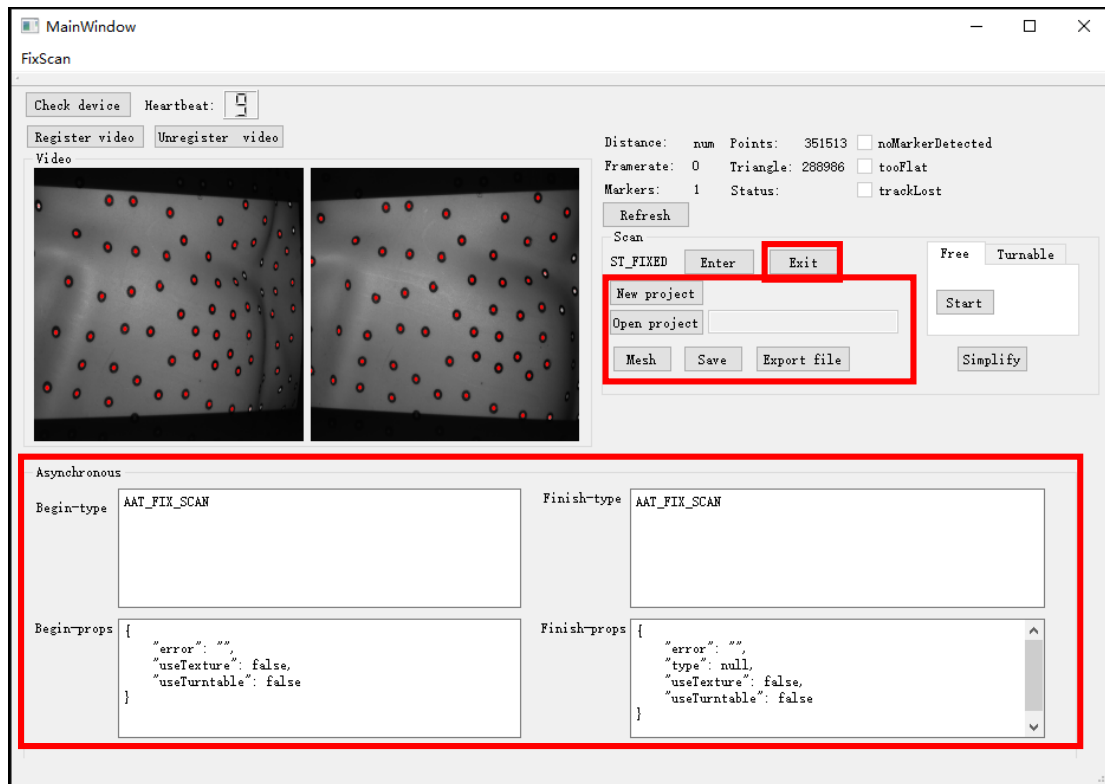 MainWindow
FixScan
Check device Heartbeat: 9
Register video Unregister video
Video
Distance: num Points: 351513 noMarkerDetected
Framerate: 0 Triangle: 288986 tooFlat
Markers: 1 Status: trackLost
Refresh
Scan
ST_FIXED Enter Exit
Free Turnable
New project
Start
Open project
Mesh Save Export file Simplify
Asynchronous
Begin-type AAT_FIX_SCAN
Finish-type AAT_FIX_SCAN
Begin-props {
"error": "",
"useTexture": false,
"useTurntable": false
}
Finish-props {
"error": "",
"type": null,
"useTexture": false,
"useTurntable": false
}